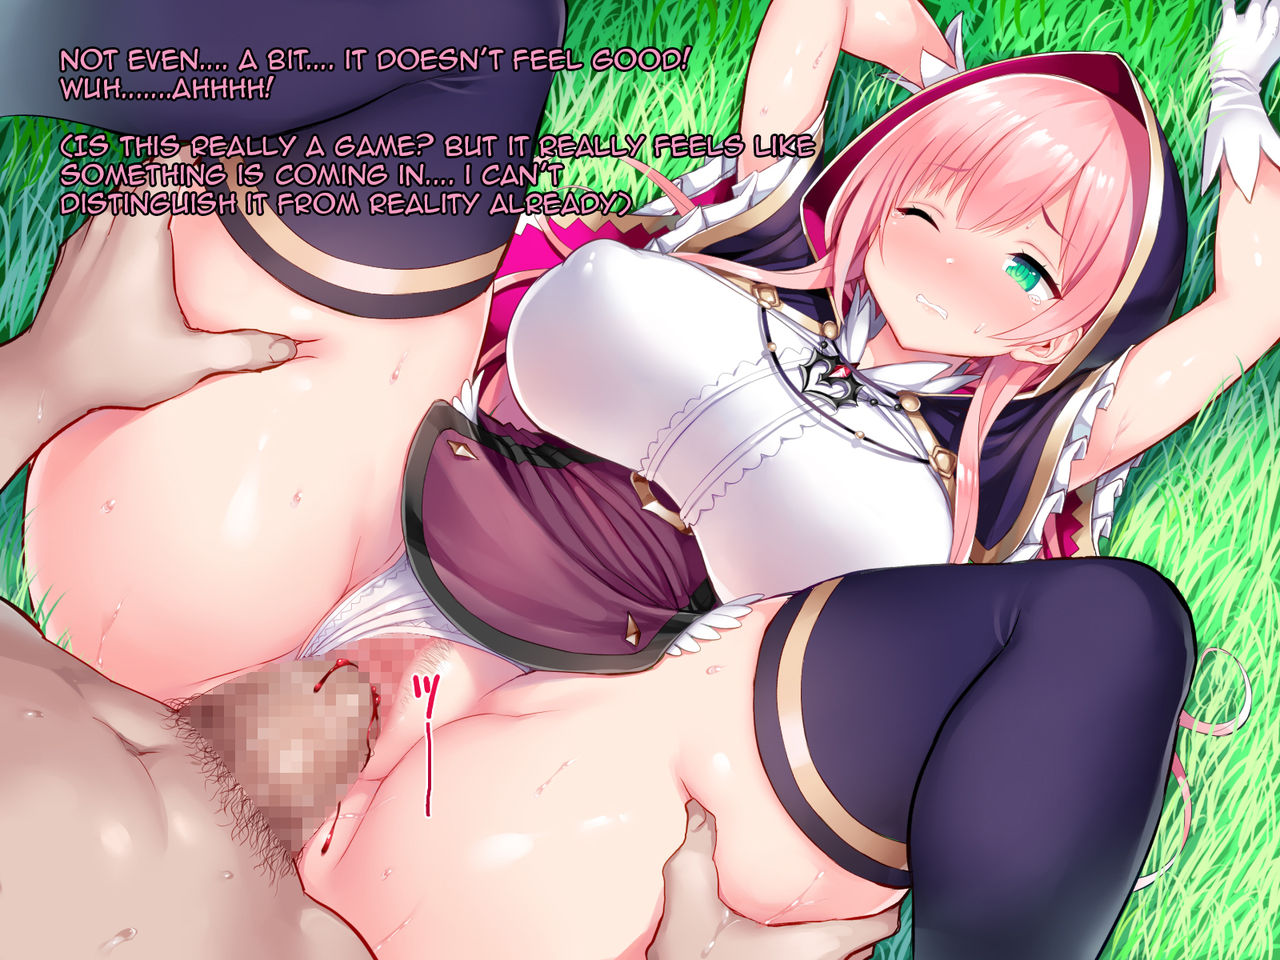 NOT EVEN.... A BIT.... IT DOESN'T FEEL GOOD!
WUH.......AHHHH!
(IS THIS REALLY A GAME? BUT IT REALLY FEELS LIKE
SOMETHING IS COMING IN.... I CAN'T
DISTINGUISH IT FROM REALITY ALREADY)
ツ